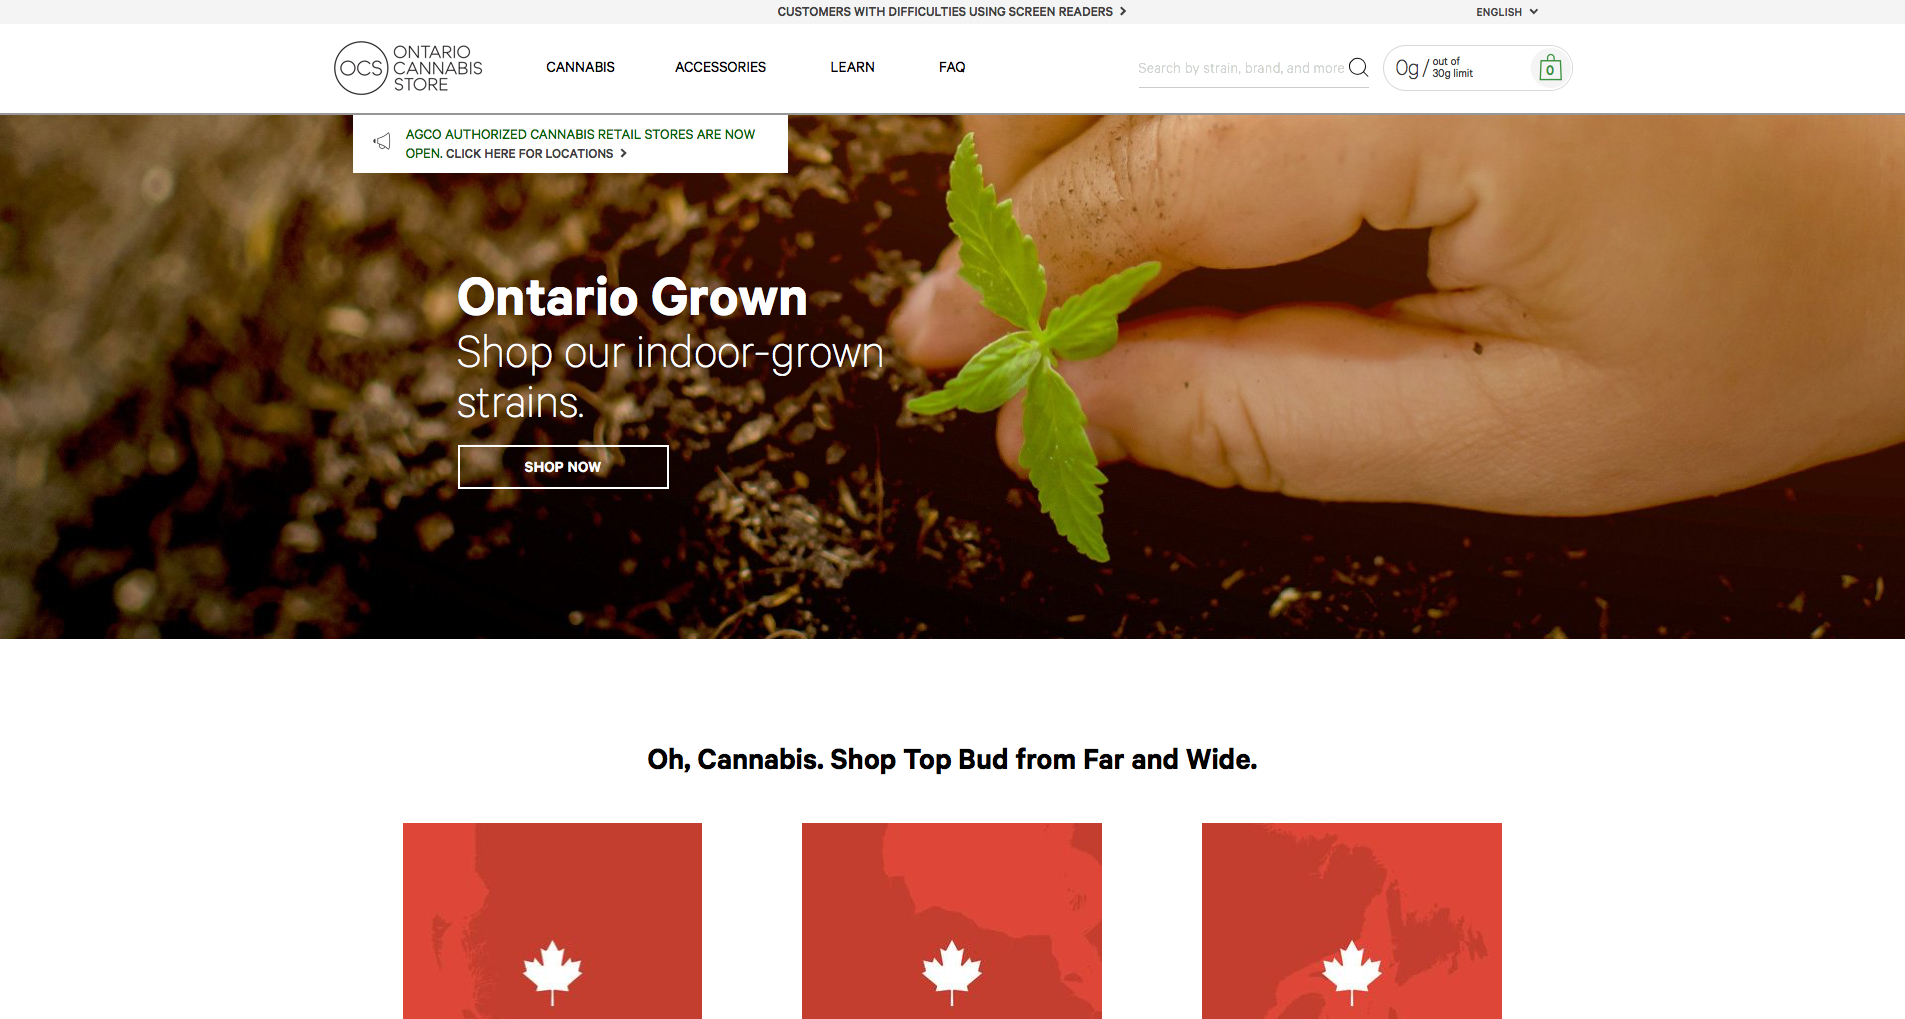 CUSTOMERS WITH DIFFICULTIES USING SCREEN READERS
ENGLISH
OCS
ONTARIO
CANNABIS
STORE
CANNABIS
ACCESSORIES
LEARN
FAQ
Search by strain, brand, and more
0g / out of
30g limit
0
AGCO AUTHORIZED CANNABIS RETAIL STORES ARE NOW
OPEN. CLICK HERE FOR LOCATIONS
Ontario Grown
Shop our indoor-grown
strains.
SHOP NOW
Oh, Cannabis. Shop Top Bud from Far and Wide.